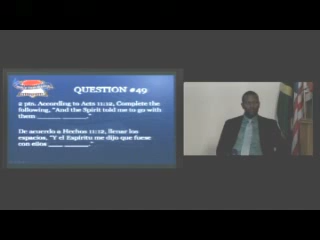 QUESTION #49
2 pts. According to Acts 11:12, Complete the
following, "And the Spirit told me to go with
them ______ ______."
De acuerdo a Hechos 11:12, llenar los
espacios, "Y el Espíritu me dijo que fuese
con ellos ____ ______."